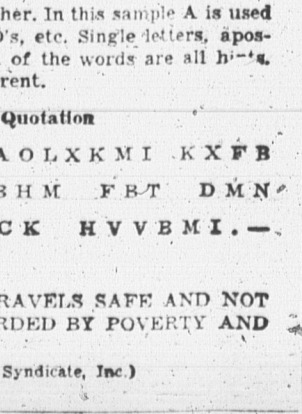 her. In this sample A is used
O's, etc. Single letters, apos-
of the words are all hints.
rent.
Quotation
A O L X K M I K X F B
B H M F B T D M N
C K H V V B M I . —
RAVELS SAFE AND NOT
RDED BY POVERTY AND
Syndicate, Inc.)